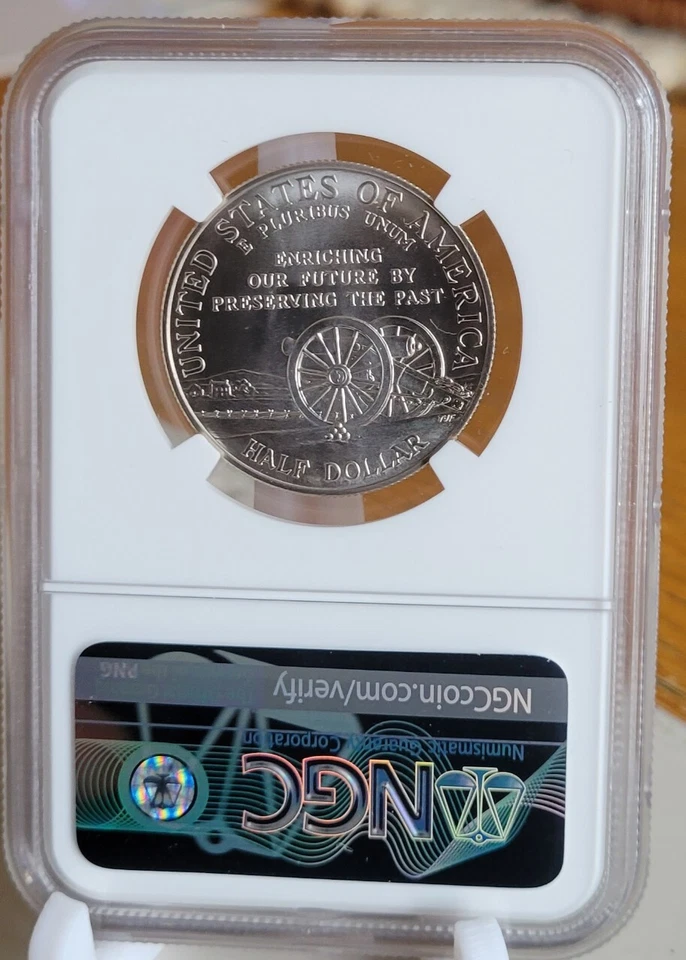 UNITED STATES OF AMERICA
E PLURIBUS UNUM
ENRICHING
OUR FUTURE BY
PRESERVING THE PAST
HALF DOLLAR
NGC
Numismatic Guaranty Corporation
NGCcoin.com/verify
PNG